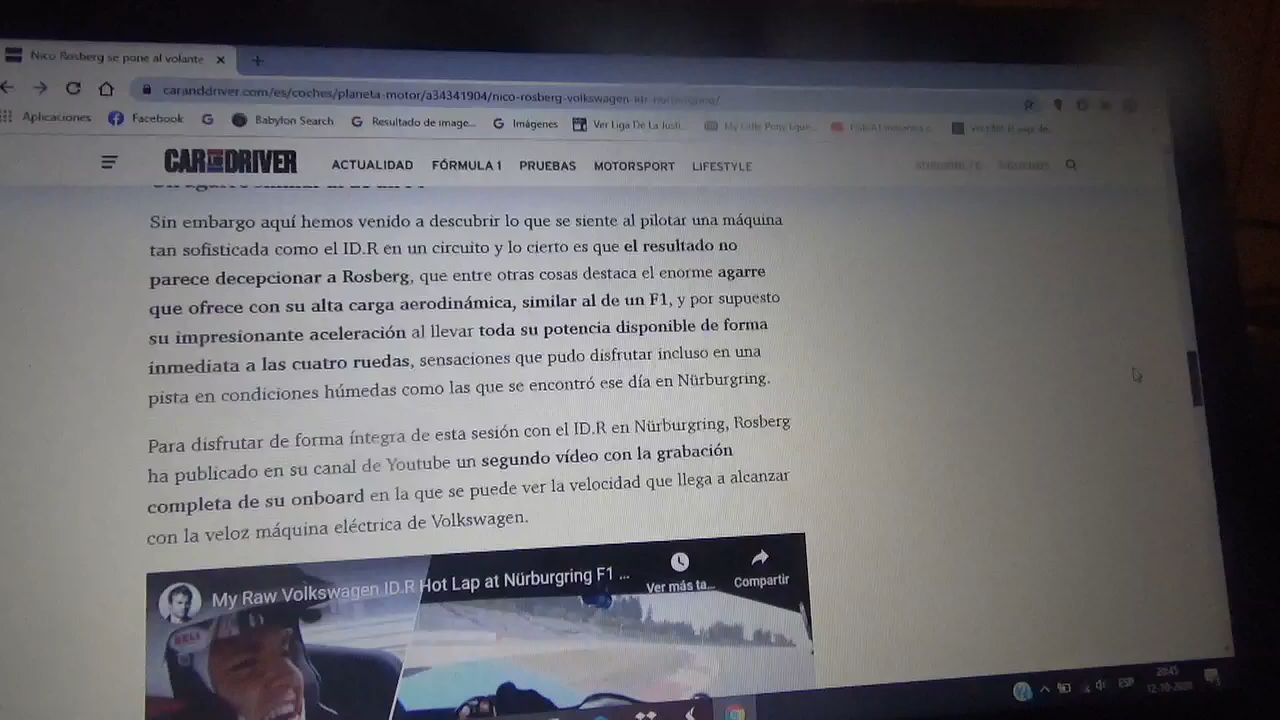 Nico Rosberg se pone al volante
caranddriver.com/es/coches/planeta-motor/a34341904/nico-rosberg-volkswagen-idr-nurburgring/
Aplicaciones Facebook Babylon Search Resultado de image... Imágenes Ver Liga De La Justi...
CAR AND DRIVER ACTUALIDAD FÓRMULA 1 PRUEBAS MOTORSPORT LIFESTYLE
Sin embargo aquí hemos venido a descubrir lo que se siente al pilotar una máquina
tan sofisticada como el ID.R en un circuito y lo cierto es que el resultado no
parece decepcionar a Rosberg, que entre otras cosas destaca el enorme agarre
que ofrece con su alta carga aerodinámica, similar al de un F1, y por supuesto
su impresionante aceleración al llevar toda su potencia disponible de forma
inmediata a las cuatro ruedas, sensaciones que pudo disfrutar incluso en una
pista en condiciones húmedas como las que se encontró ese día en Nürburgring.
Para disfrutar de forma íntegra de esta sesión con el ID.R en Nürburgring, Rosberg
ha publicado en su canal de Youtube un segundo vídeo con la grabación
completa de su onboard en la que se puede ver la velocidad que llega a alcanzar
con la veloz máquina eléctrica de Volkswagen.
My Raw Volkswagen ID.R Hot Lap at Nürburgring F1 ...
Ver más ta... Compartir
BELL
ESP
20:45
12-10-2020